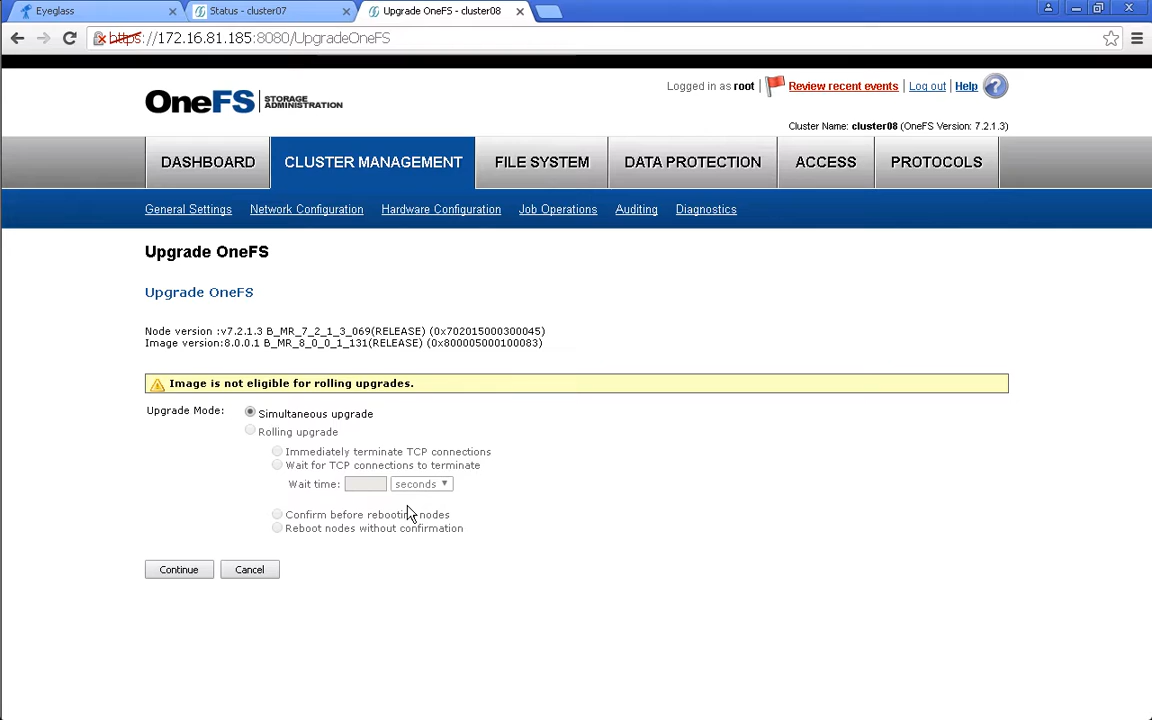 Eyeglass
Status - cluster07
Upgrade OneFS - cluster08
https://172.16.81.185:8080/UpgradeOneFS
OneFS STORAGE ADMINISTRATION
Logged in as root | Review recent events | Log out | Help ?
Cluster Name: cluster08 (OneFS Version: 7.2.1.3)
DASHBOARD CLUSTER MANAGEMENT FILE SYSTEM DATA PROTECTION ACCESS PROTOCOLS
General Settings Network Configuration Hardware Configuration Job Operations Auditing Diagnostics
Upgrade OneFS
Upgrade OneFS
Node version :v7.2.1.3 B_MR_7_2_1_3_069(RELEASE) (0x702015000300045)
Image version:8.0.0.1 B_MR_8_0_0_1_131(RELEASE) (0x800005000100083)
Image is not eligible for rolling upgrades.
Upgrade Mode: Simultaneous upgrade
Rolling upgrade
Immediately terminate TCP connections
Wait for TCP connections to terminate
Wait time: seconds
Confirm before rebooting nodes
Reboot nodes without confirmation
Continue Cancel